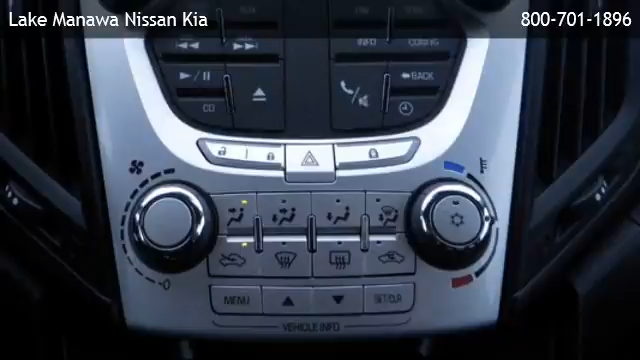 Lake Manawa Nissan Kia
800-701-1896
INFO
CONFIG
BACK
CD
MENU
SET/CLR
VEHICLE INFO